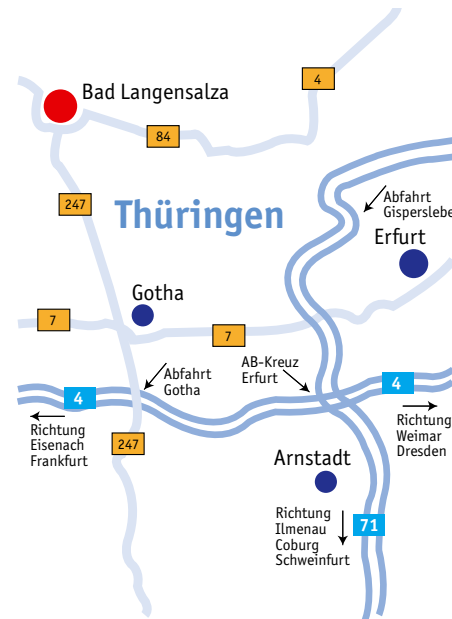 4
Bad Langensalza
84
247
Abfahrt
Gisperslebe
Thüringen
Erfurt
Gotha
7
7
AB-Kreuz
Erfurt
Abfahrt
Gotha
4
4
Richtung
Eisenach
Frankfurt
Richtung
Weimar
Dresden
247
Arnstadt
Richtung
Ilmenau
Coburg
Schweinfurt
71